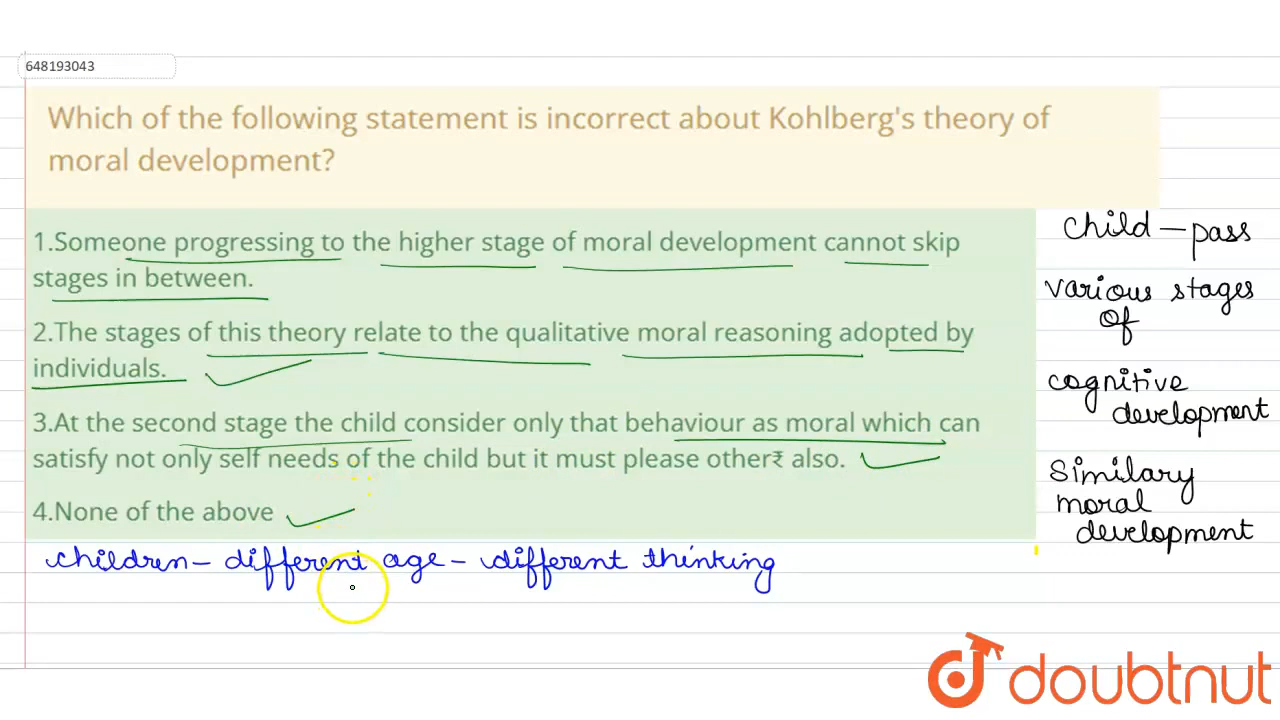 648193043
Which of the following statement is incorrect about Kohlberg's theory of
moral development?
1.Someone progressing to the higher stage of moral development cannot skip
stages in between.
2.The stages of this theory relate to the qualitative moral reasoning adopted by
individuals.
3.At the second stage the child consider only that behaviour as moral which can
satisfy not only self needs of the child but it must please other₹ also.
4.None of the above
children - different age - different thinking
child - pass
various stages
of
cognitive
development
Similary
moral
development
doubtnut